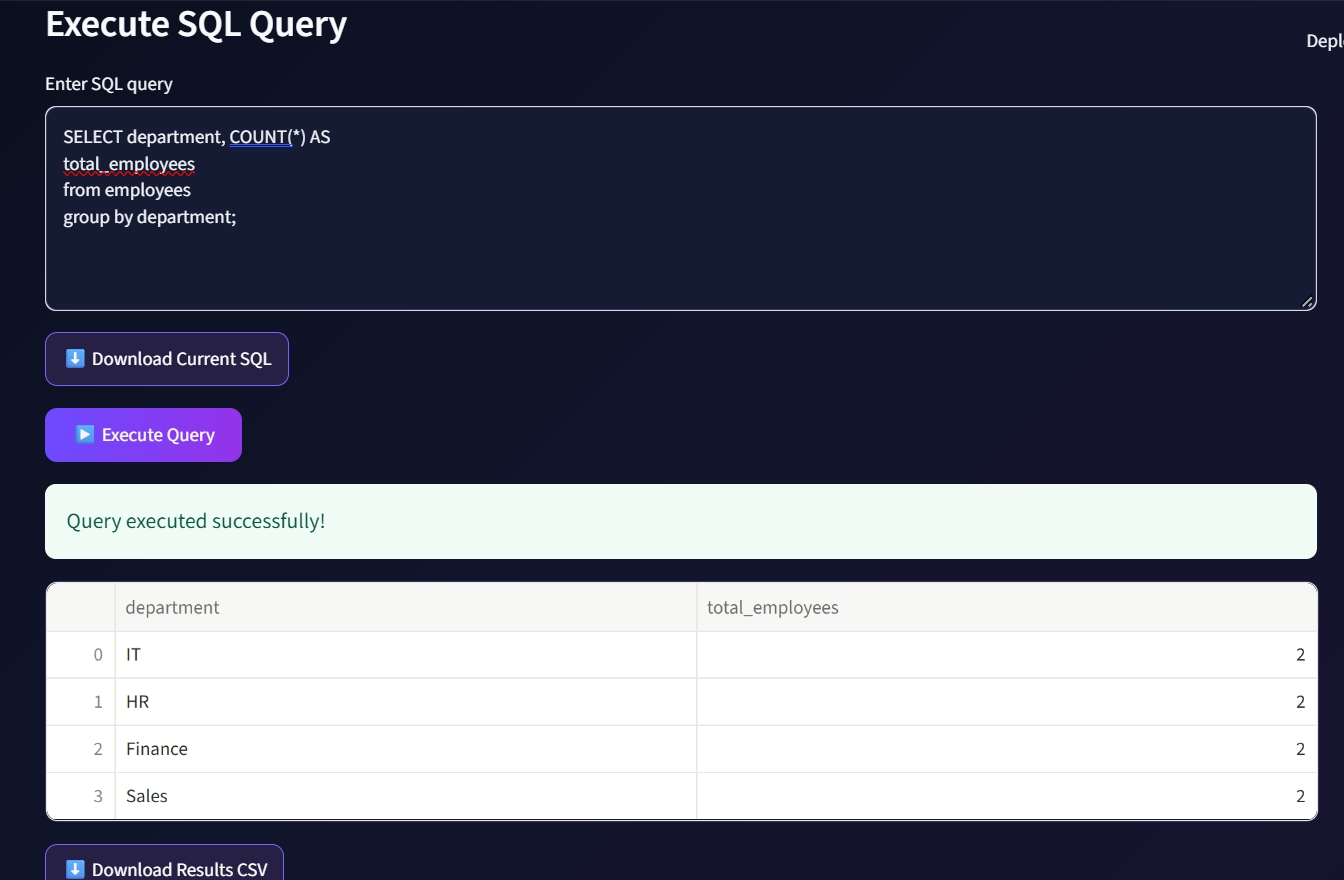 Execute SQL Query
Depl
Enter SQL query
SELECT department, COUNT(*) AS
total_employees
from employees
group by department;
⬇️ Download Current SQL
▶️ Execute Query
Query executed successfully!
department total_employees
0 IT 2
1 HR 2
2 Finance 2
3 Sales 2
⬇️ Download Results CSV